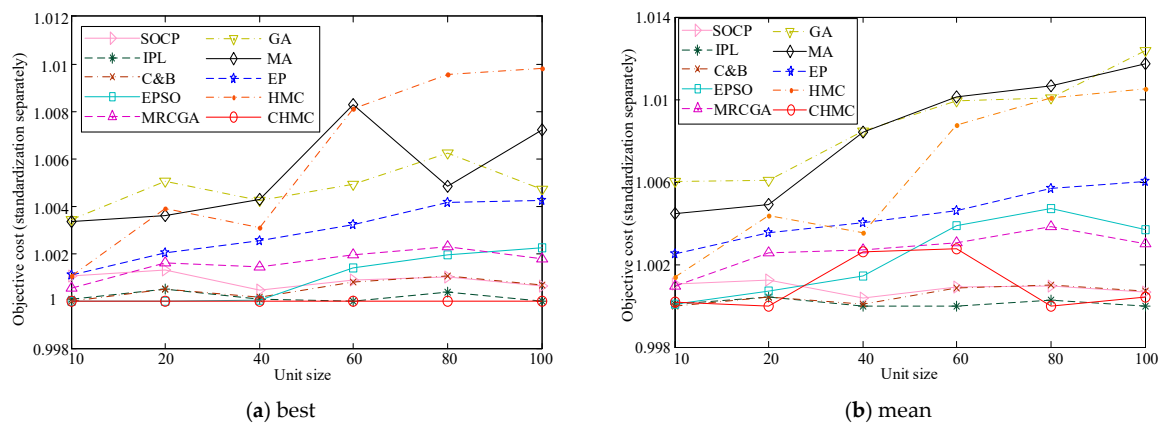 1.012
1.01
1.008
1.006
1.004
1.002
1
0.998
Objective cost (standardization separately)
SOCP
IPL
C&B
EPSO
MRCGA
GA
MA
EP
HMC
CHMC
10
20
40
60
80
100
Unit size
(a) best
1.014
1.01
1.006
1.002
0.998
Objective cost (standardization separately)
SOCP
IPL
C&B
EPSO
MRCGA
GA
MA
EP
HMC
CHMC
10
20
40
60
80
100
Unit size
(b) mean